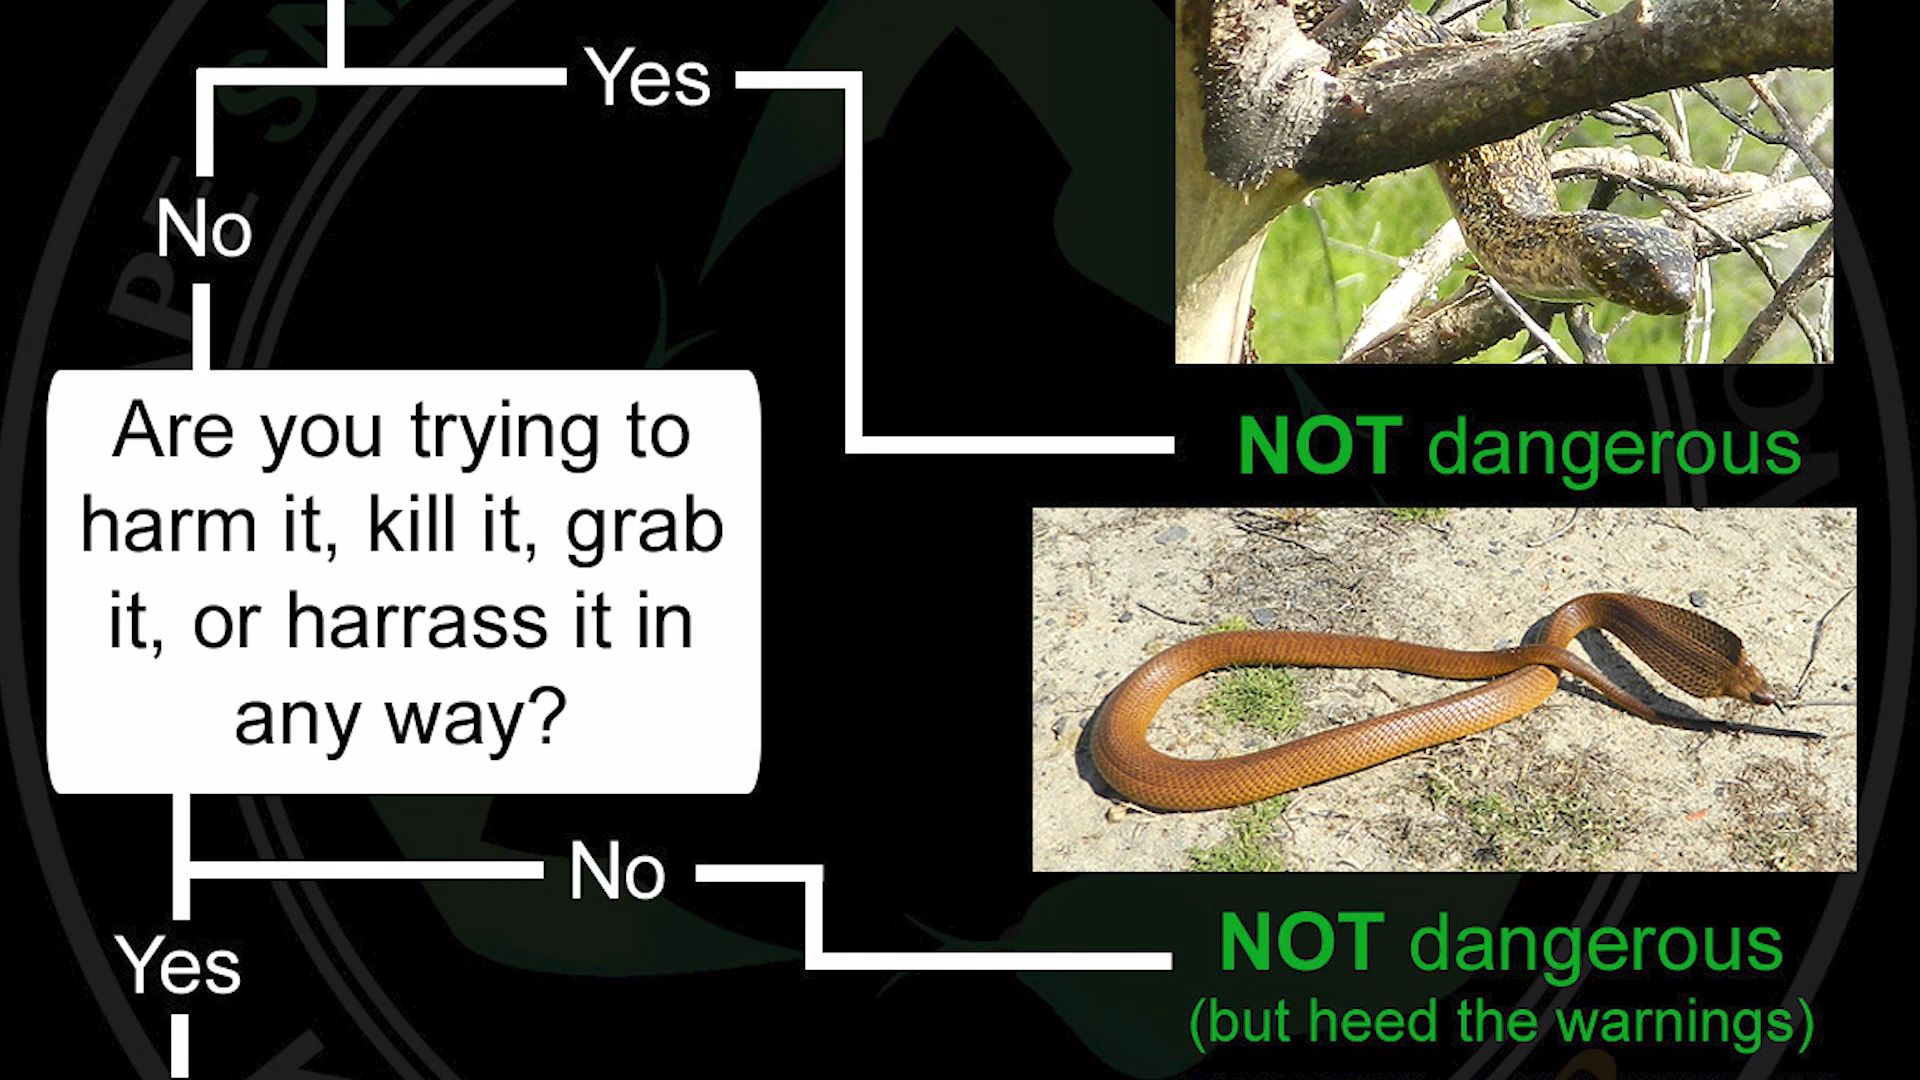 Yes
No
Are you trying to
harm it, kill it, grab
it, or harrass it in
any way?
NOT dangerous
No
Yes
NOT dangerous
(but heed the warnings)